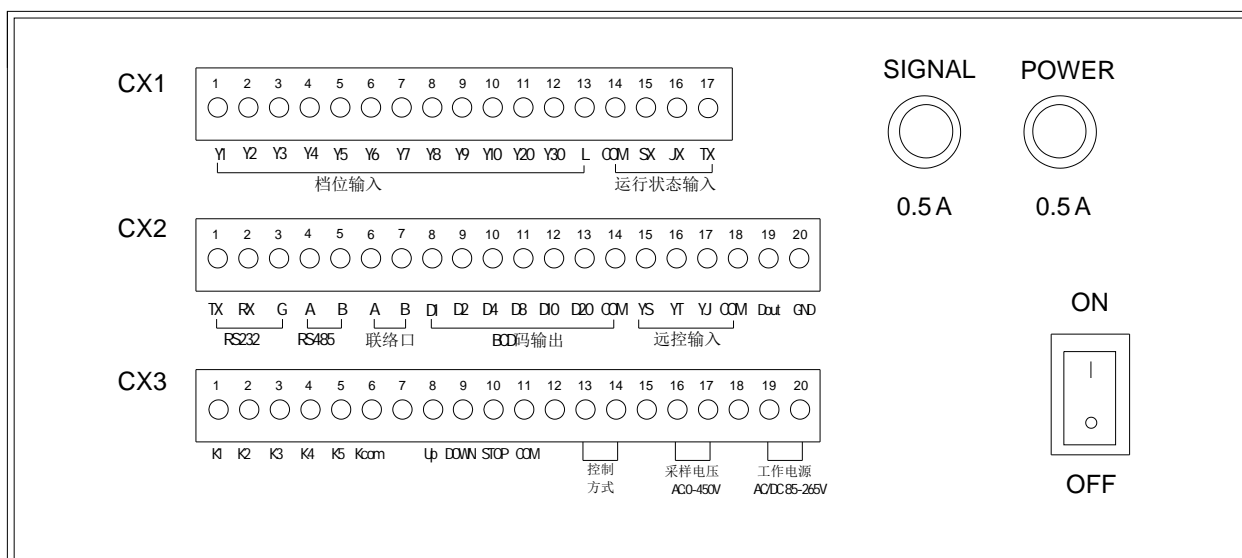 SIGNAL POWER
CX1 1 2 3 4 5 6 7 8 9 10 11 12 13 14 15 16 17
Y1 Y2 Y3 Y4 Y5 Y6 Y7 Y8 Y9 Y10 Y20 Y30 L COM SX JX TX
档位输入 运行状态输入
0.5 A 0.5 A
CX2 1 2 3 4 5 6 7 8 9 10 11 12 13 14 15 16 17 18 19 20
TX RX G A B A B D1 D2 D4 D8 D10 D20 COM YS YT YJ COM Dout GND
RS232 RS485 联络口 BCD码输出 远控输入
ON
CX3 1 2 3 4 5 6 7 8 9 10 11 12 13 14 15 16 17 18 19 20
K1 K2 K3 K4 K5 Kcom Up DOWN STOP COM
控制 采样电压 工作电源
方式 AC:0-450V AC/DC 85-265V
OFF